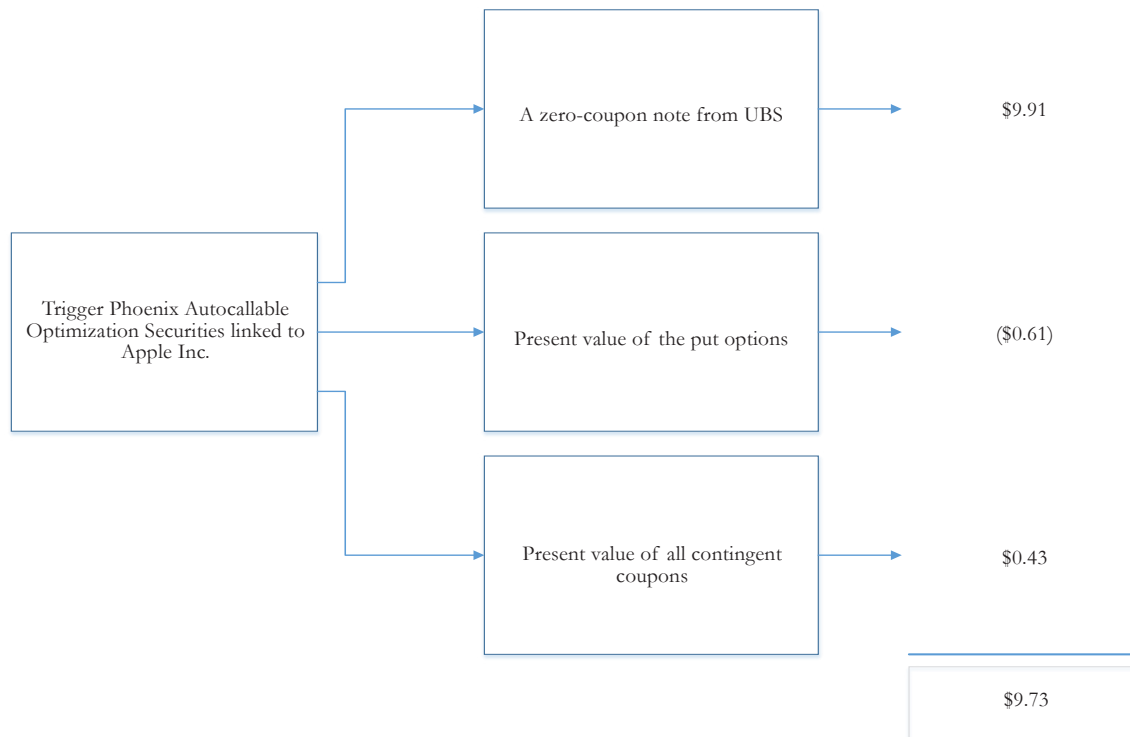 A zero-coupon note from UBS
$9.91
Trigger Phoenix Autocallable
Optimization Securities linked to
Apple Inc.
Present value of the put options
($0.61)
Present value of all contingent
coupons
$0.43
$9.73